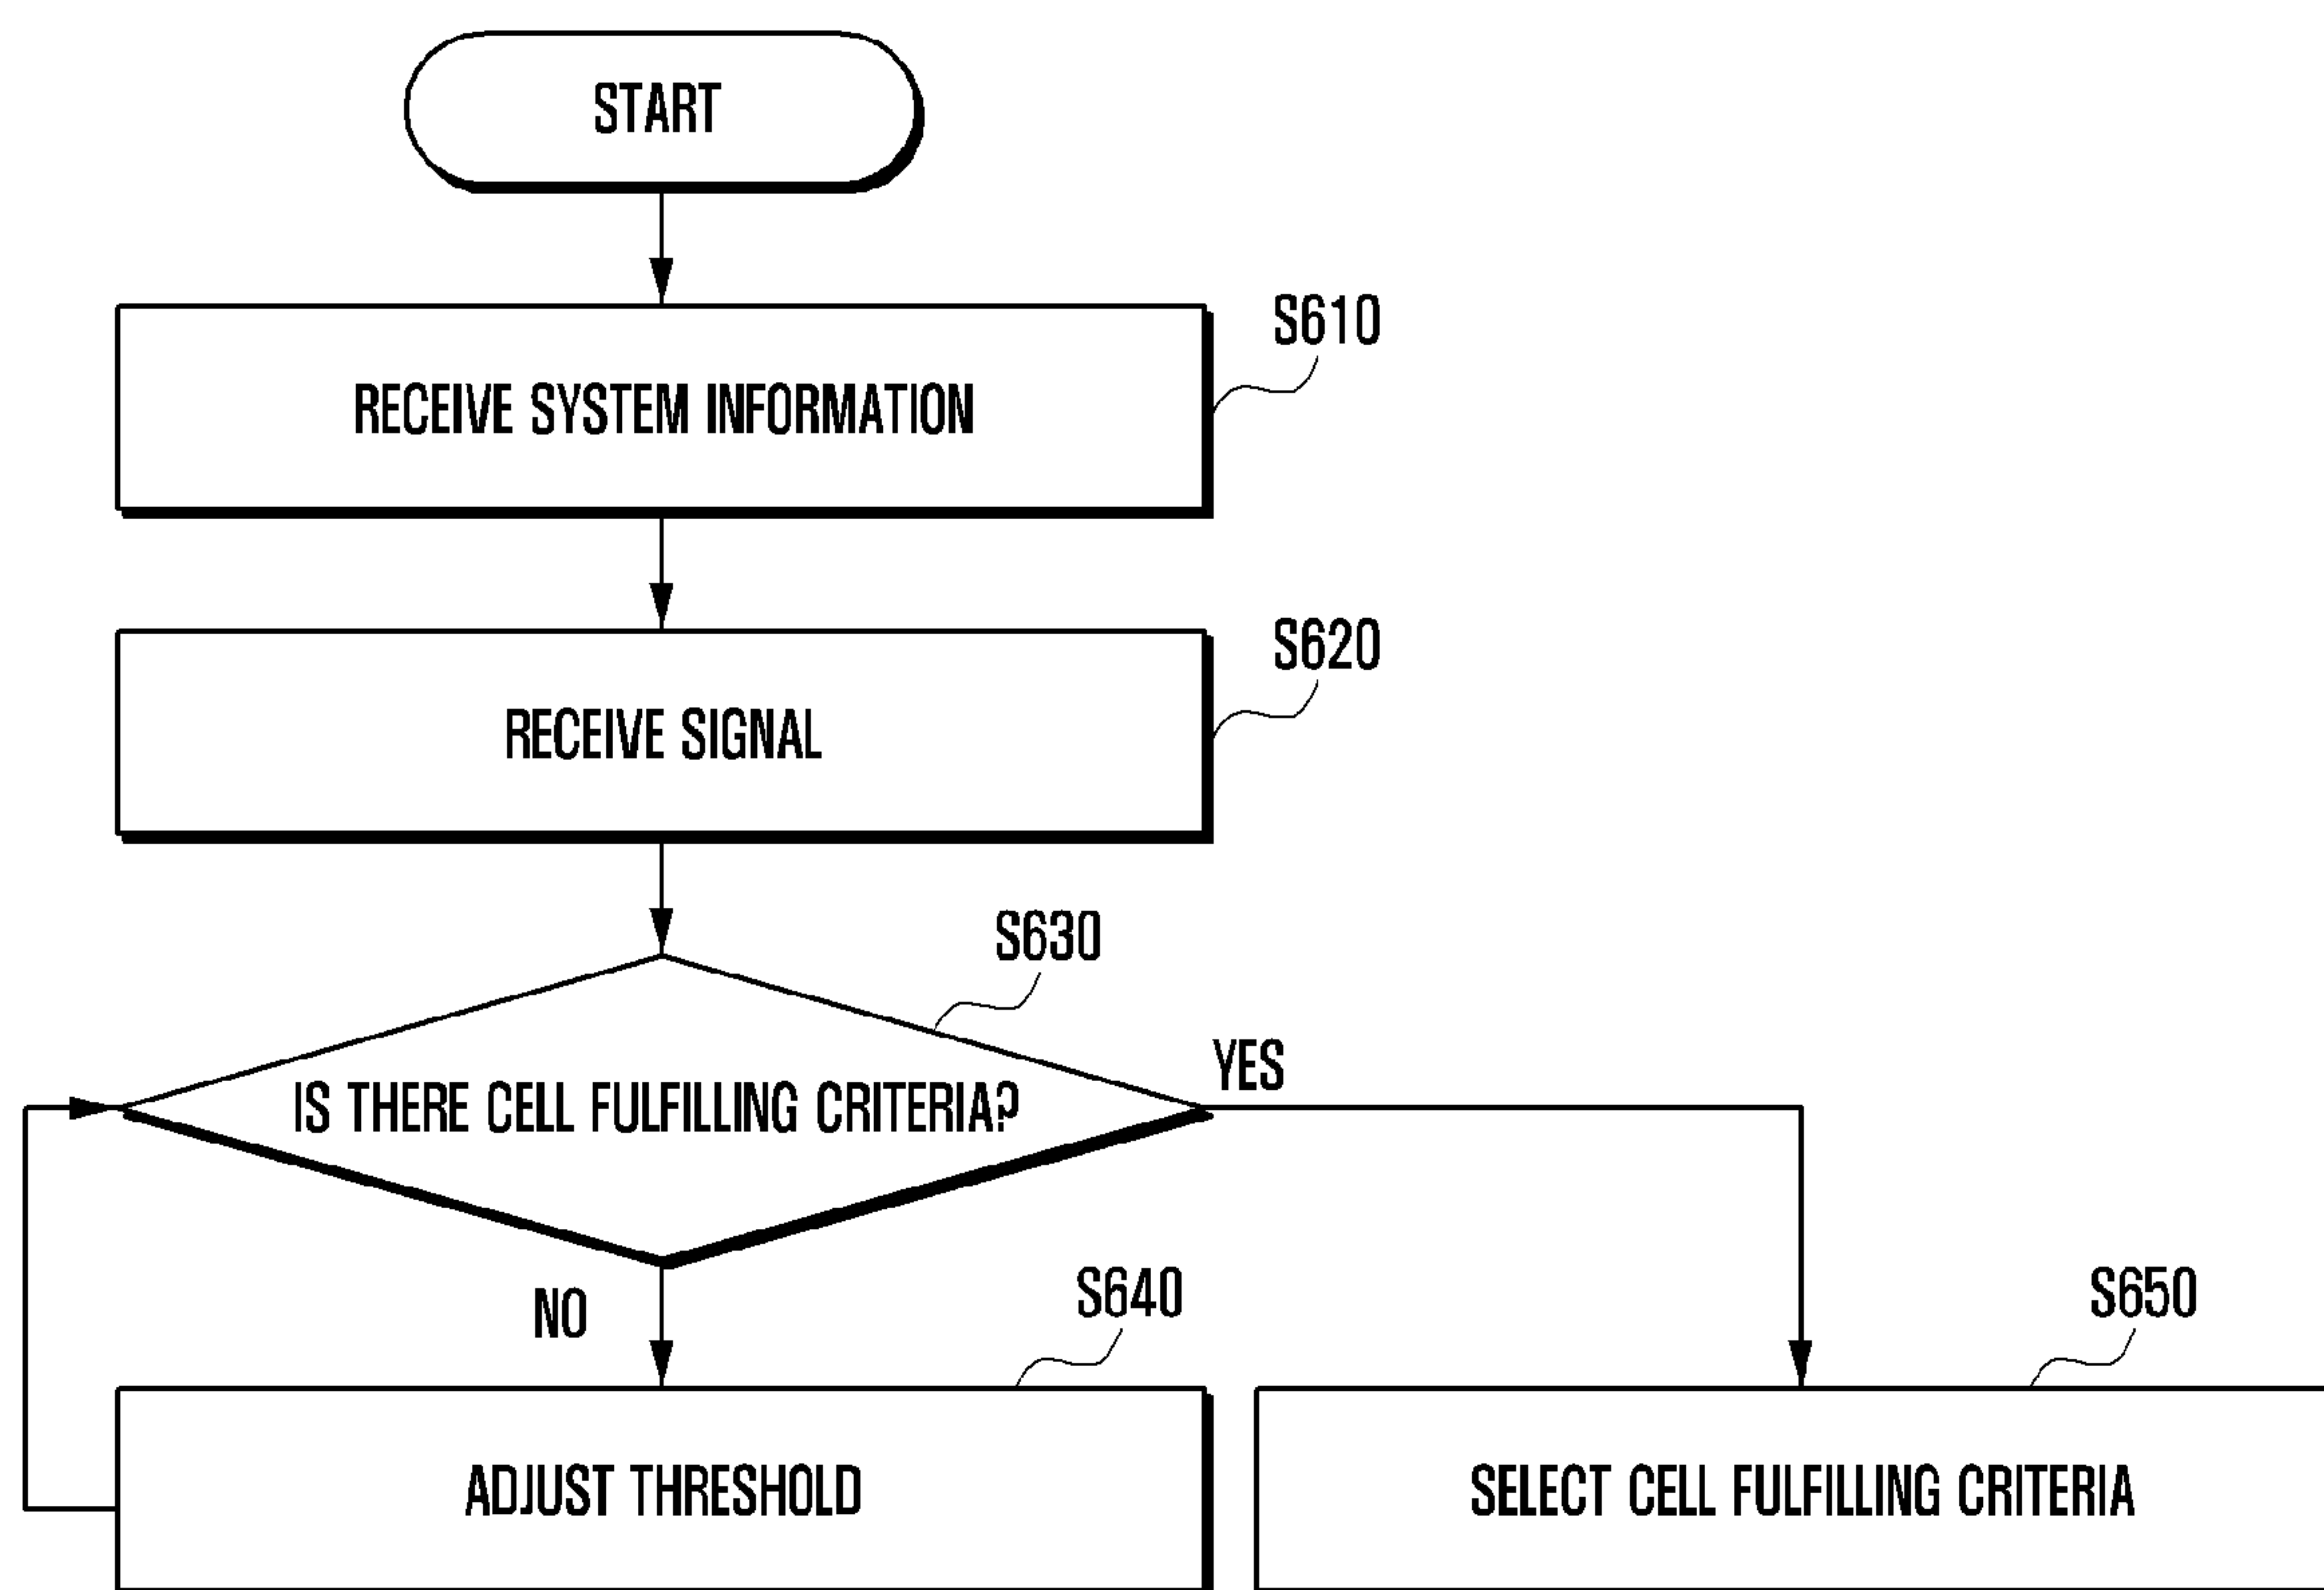 START
S610
RECEIVE SYSTEM INFORMATION
S620
RECEIVE SIGNAL
S630
YES
IS THERE CELL FULFILLING CRITERIA?
NO
S640
S650
ADJUST THRESHOLD
SELECT CELL FULFILLING CRITERIA